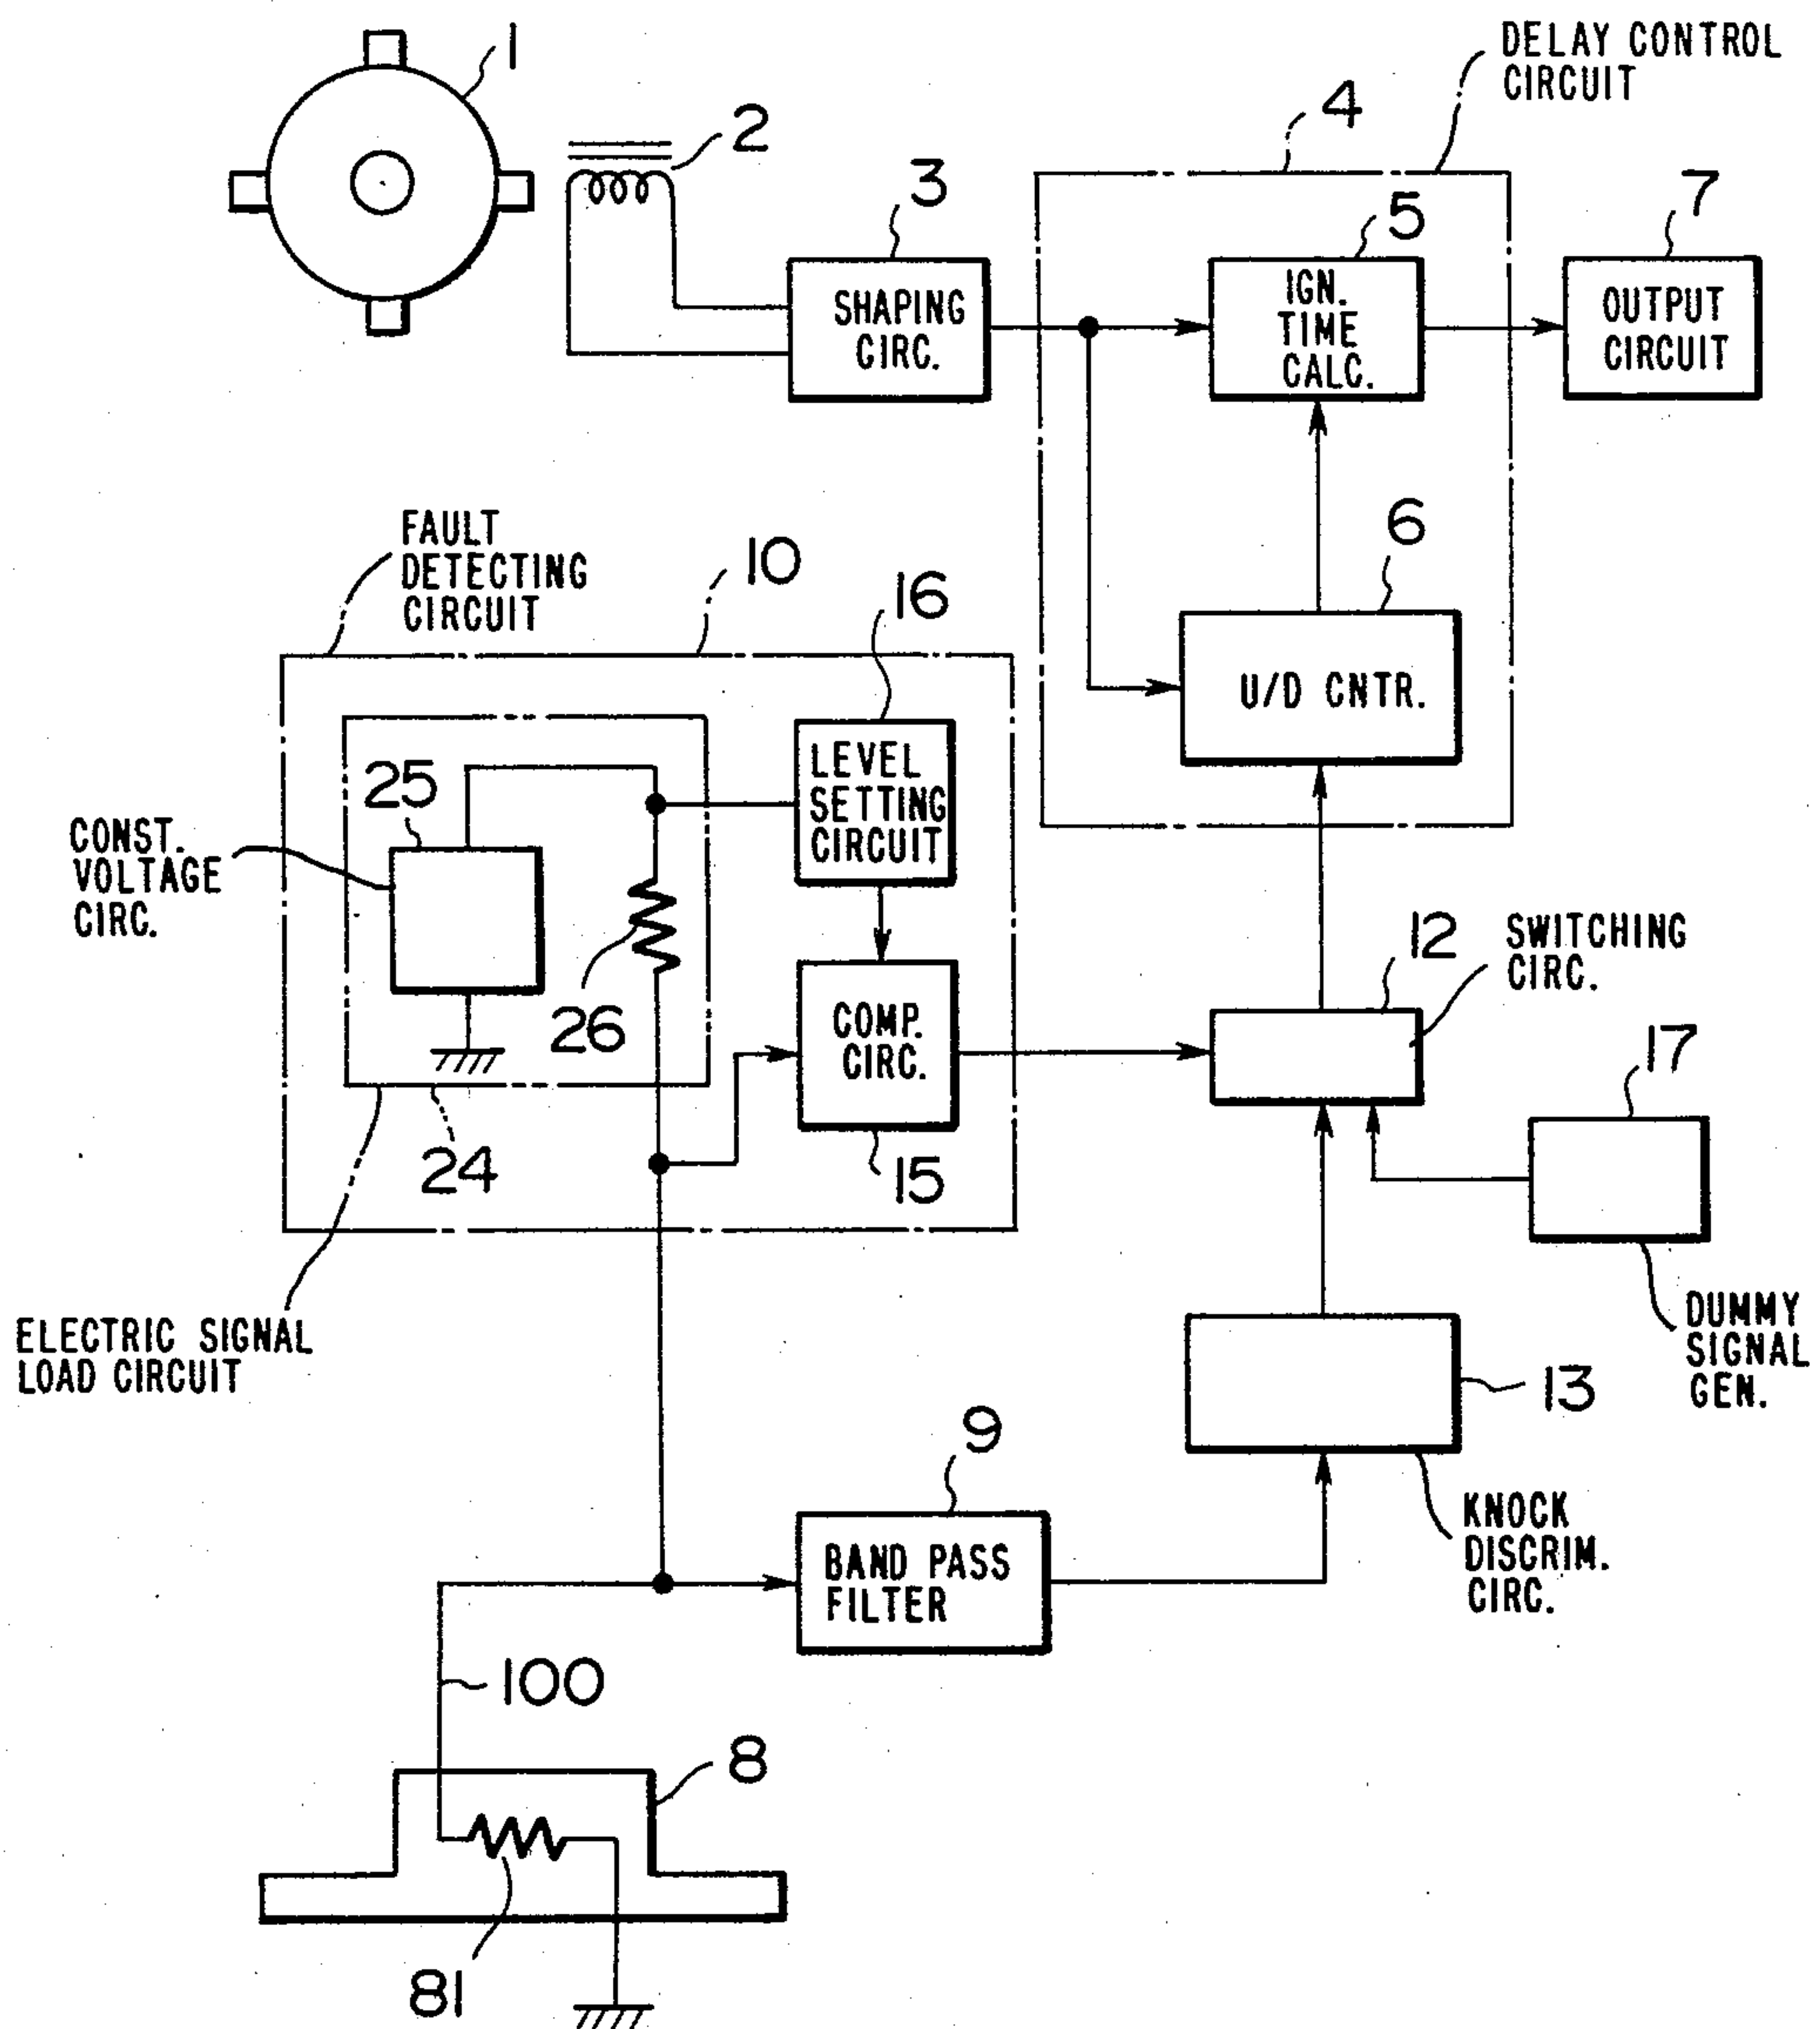 1
DELAY CONTROL
CIRCUIT
2
4
3
5
7
SHAPING
CIRC.
IGN.
TIME
CALC.
OUTPUT
CIRCUIT
FAULT
DETECTING
CIRCUIT
10
16
6
U/D CNTR.
LEVEL
SETTING
CIRCUIT
25
CONST.
VOLTAGE
CIRC.
26
COMP.
CIRC.
12
SWITCHING
CIRC.
17
24
15
ELECTRIC SIGNAL
LOAD CIRCUIT
DUMMY
SIGNAL
GEN.
13
9
BAND PASS
FILTER
KNOCK
DISCRIM.
CIRC.
100
8
81